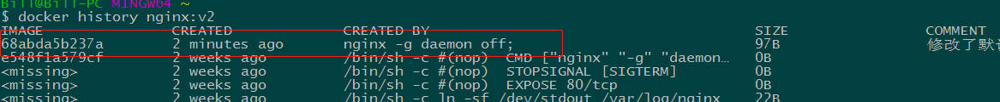 Bill@Bill-PC MINGW64 ~
$ docker history nginx:v2
IMAGE CREATED CREATED BY SIZE COMMENT
68abda5b237a 2 minutes ago nginx -g daemon off; 97B 修改了默
e548f1a579cf 2 weeks ago /bin/sh -c #(nop) CMD ["nginx" "-g" "daemon… 0B
<missing> 2 weeks ago /bin/sh -c #(nop) STOPSIGNAL [SIGTERM] 0B
<missing> 2 weeks ago /bin/sh -c #(nop) EXPOSE 80/tcp 0B
<missing> 2 weeks ago /bin/sh -c ln -sf /dev/stdout /var/log/nginx 22B